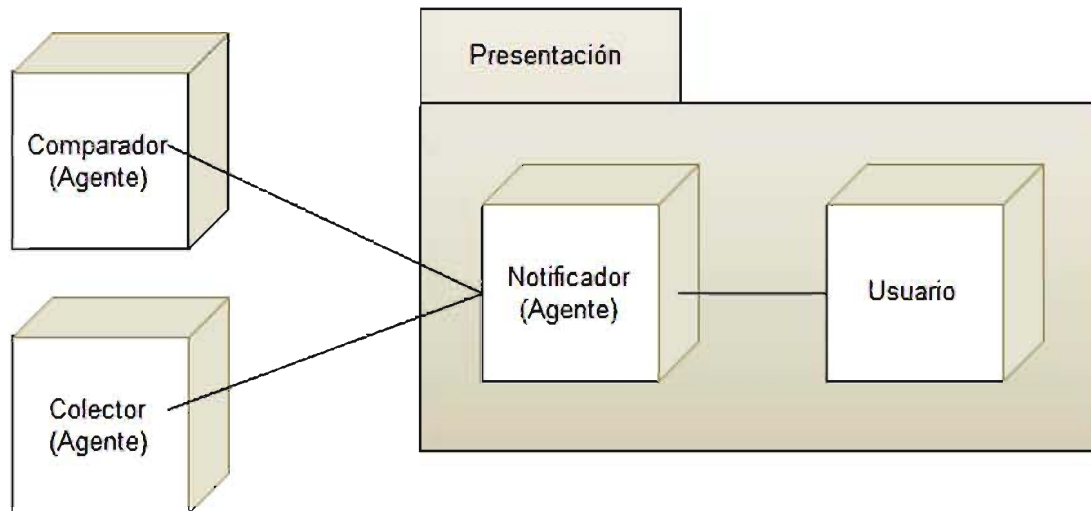 Presentación
Comparador
(Agente)
Notificador
(Agente)
Usuario
Colector
(Agente)